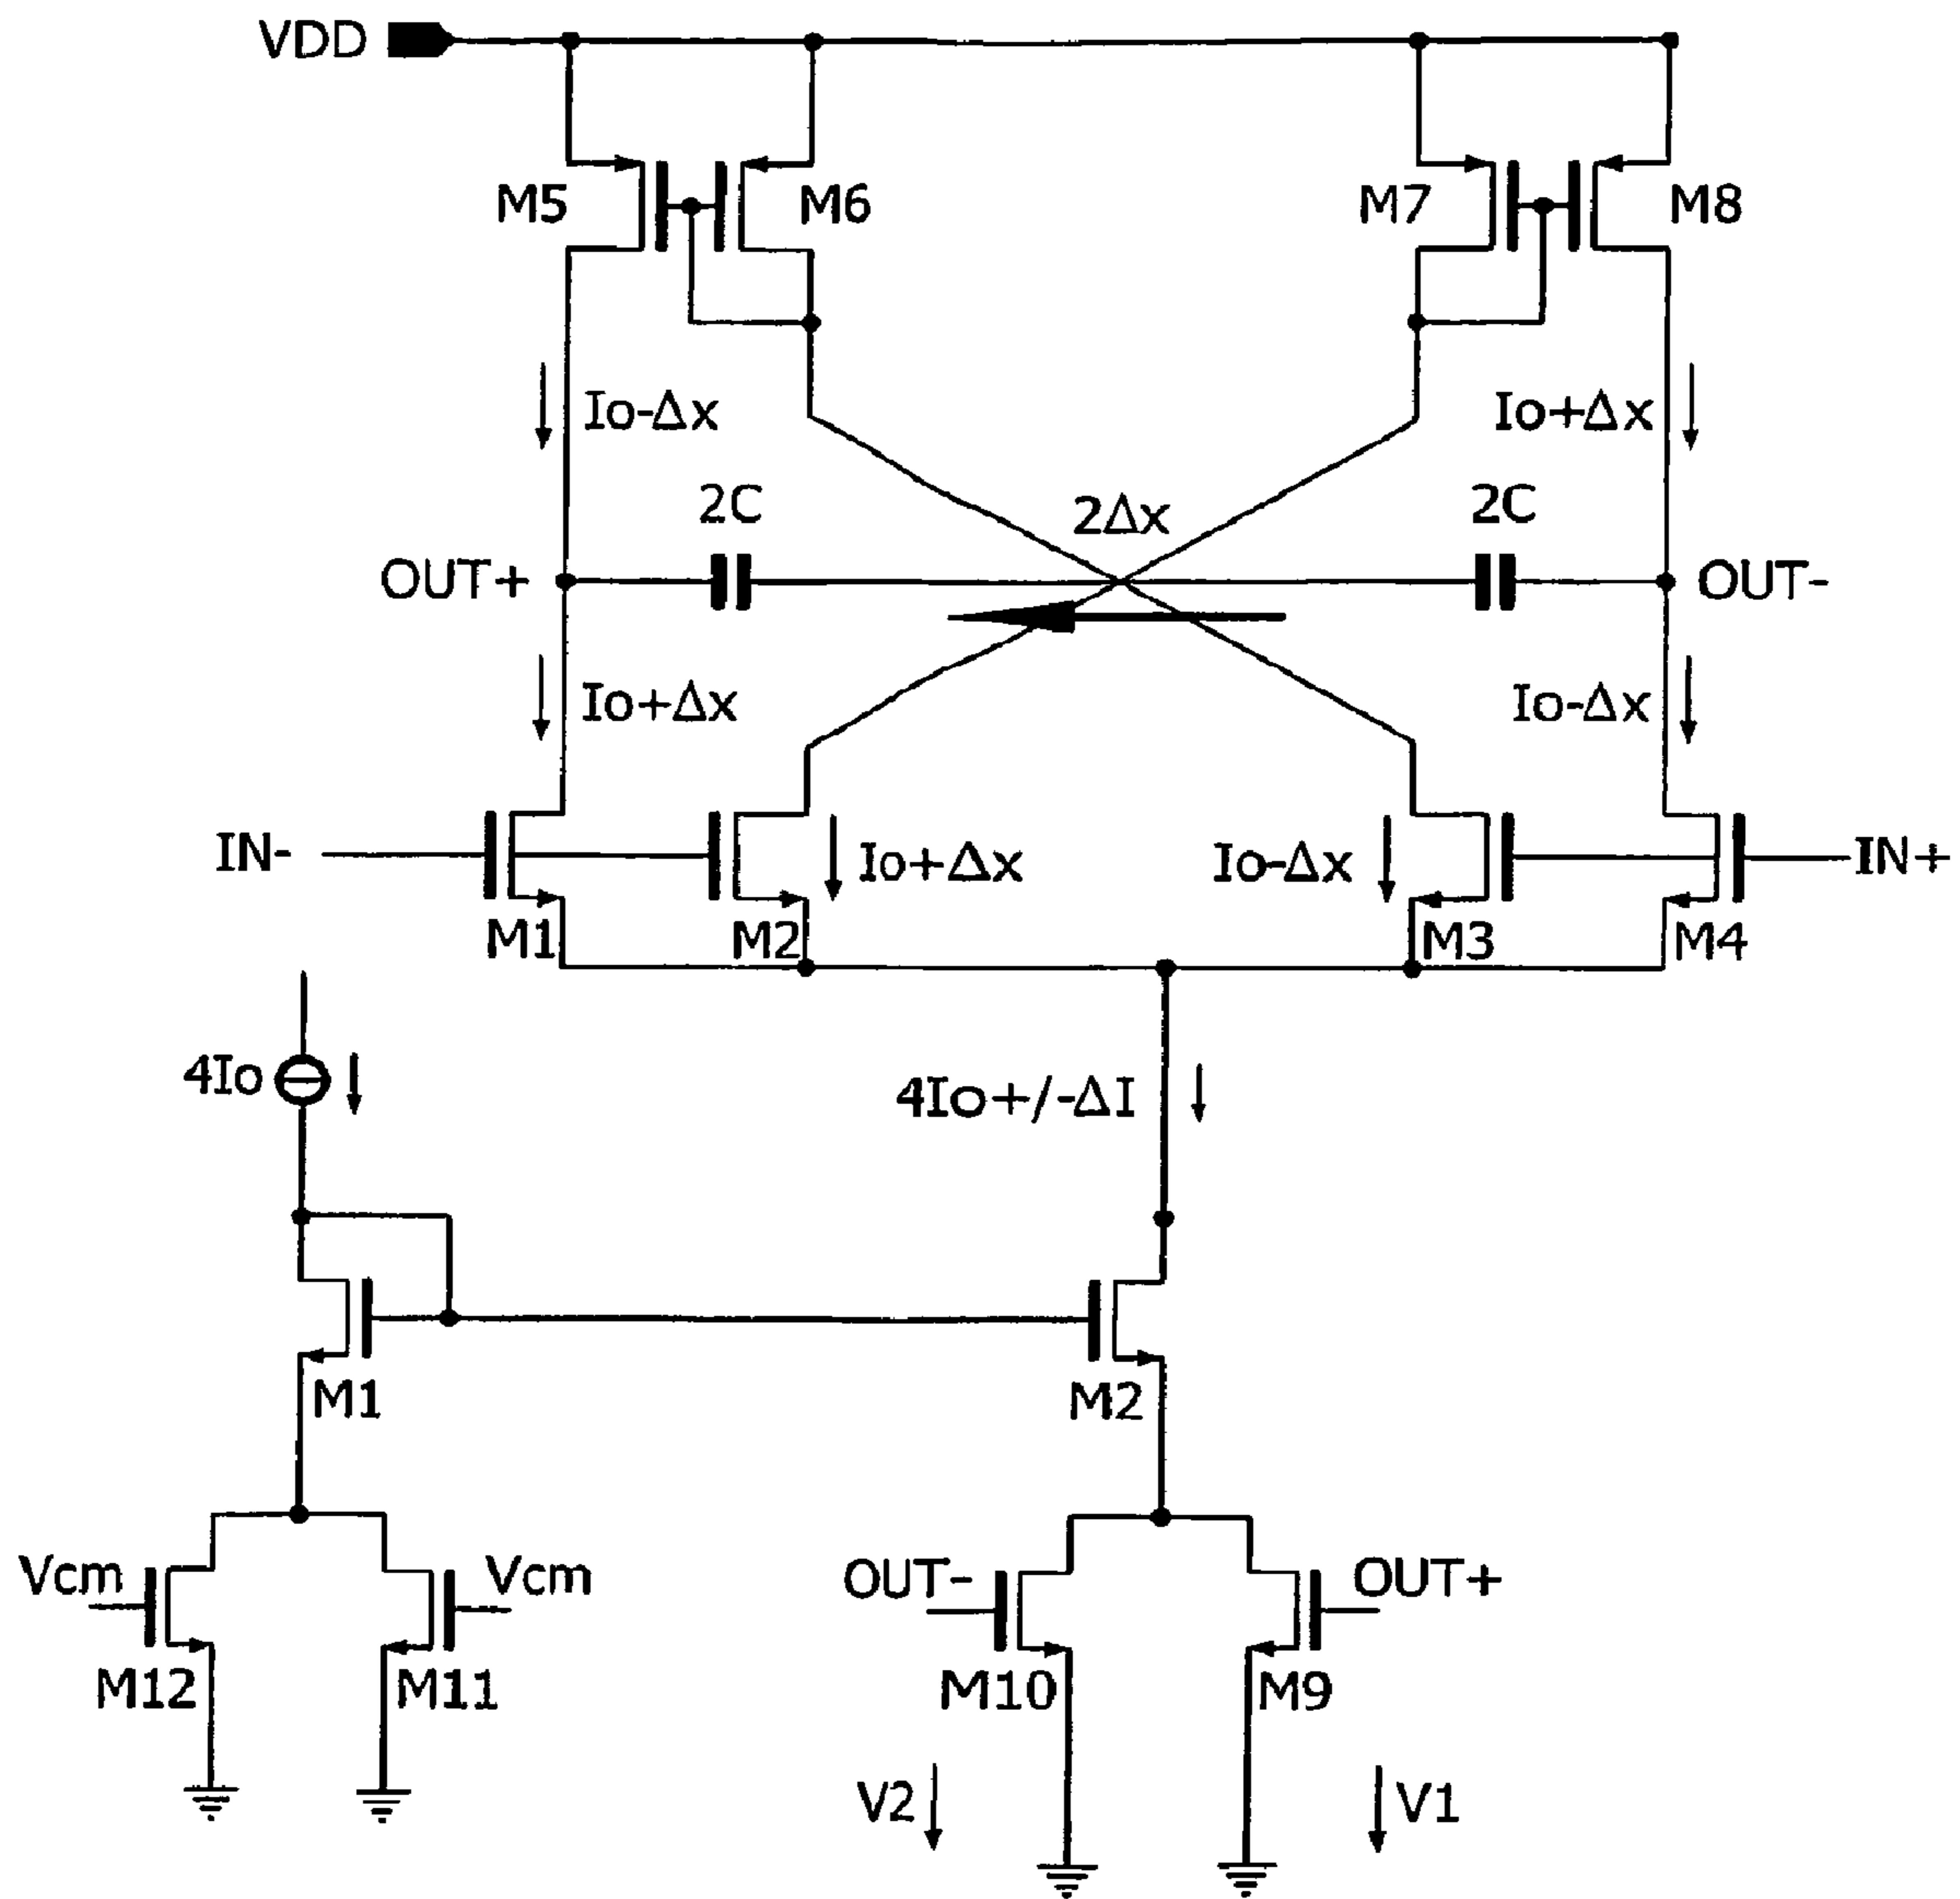 VDD
M5
M6
M7
M8
Io-Δx
Io+Δx
2C
2Δx
2C
OUT+
OUT-
Io+Δx
Io-Δx
IN-
Io+Δx
Io-Δx
IN+
M1
M2
M3
M4
4Io
4Io+/-ΔI
M1
M2
Vcm
Vcm
OUT-
OUT+
M12
M11
M10
M9
V2
V1